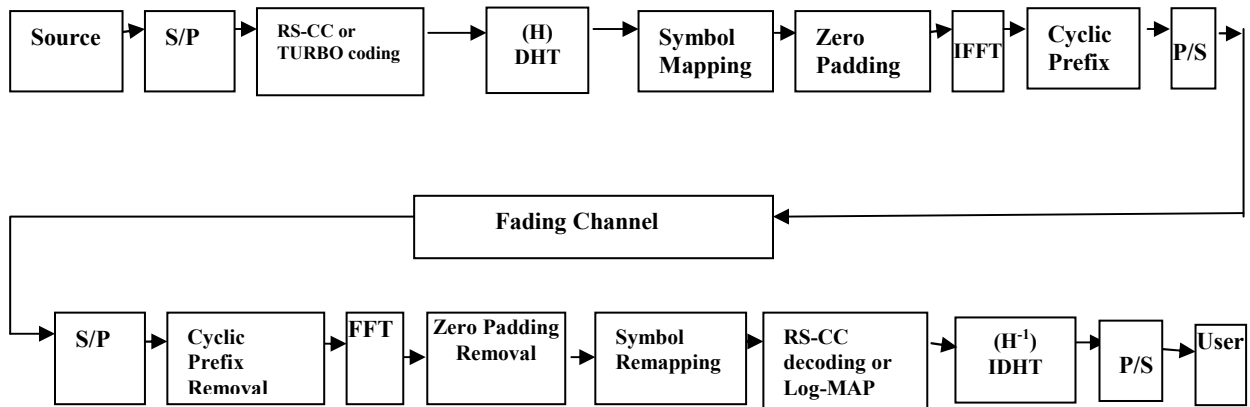 Source
S/P
RS-CC or
TURBO coding
(H)
DHT
Symbol
Mapping
Zero
Padding
IFFT
Cyclic
Prefix
P/S
Fading Channel
S/P
Cyclic
Prefix
Removal
FFT
Zero Padding
Removal
Symbol
Remapping
RS-CC
decoding or
Log-MAP
(H⁻¹)
IDHT
P/S
User